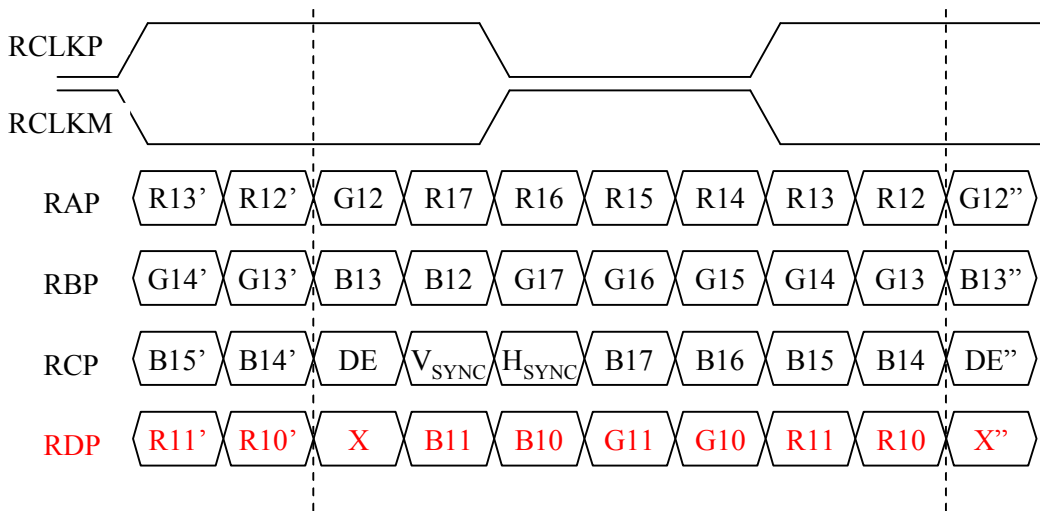 RCLKP
RCLKM
RAP R13’ R12’ G12 R17 R16 R15 R14 R13 R12 G12”
RBP G14’ G13’ B13 B12 G17 G16 G15 G14 G13 B13”
RCP B15’ B14’ DE VSYNC HSYNC B17 B16 B15 B14 DE”
RDP R11’ R10’ X B11 B10 G11 G10 R11 R10 X”